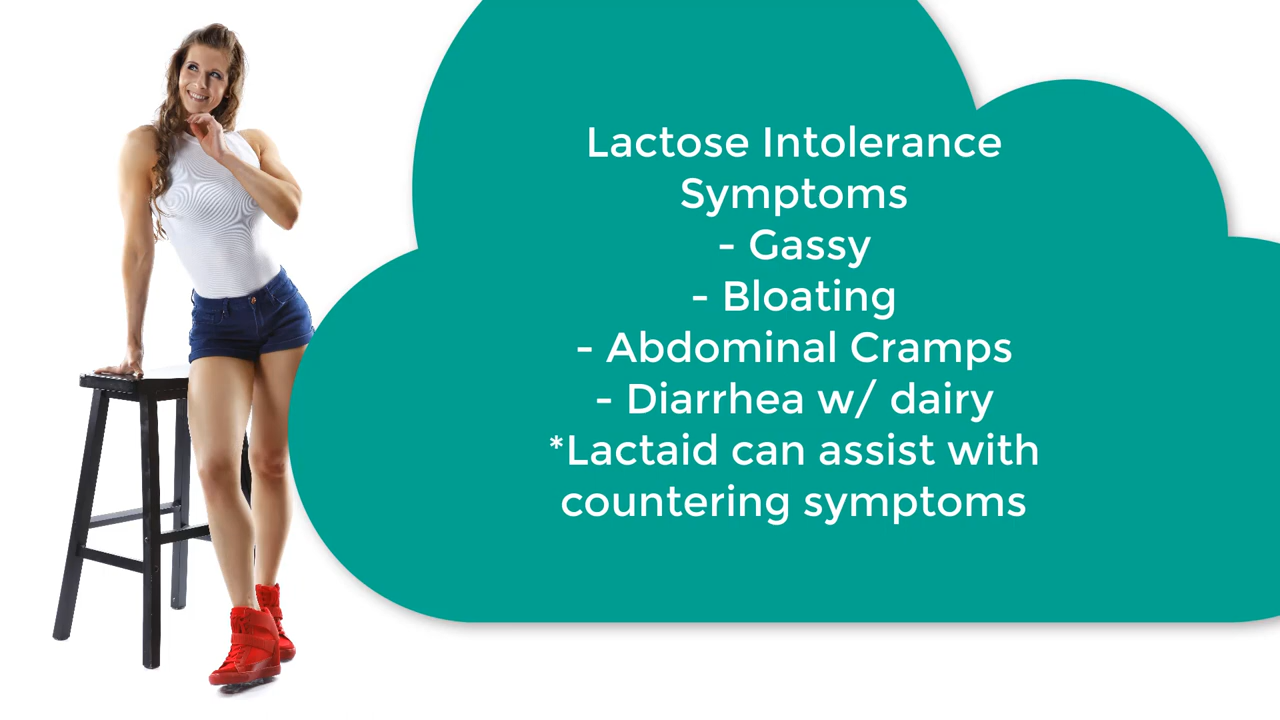 Lactose Intolerance
Symptoms
- Gassy
- Bloating
- Abdominal Cramps
- Diarrhea w/ dairy
*Lactaid can assist with
countering symptoms